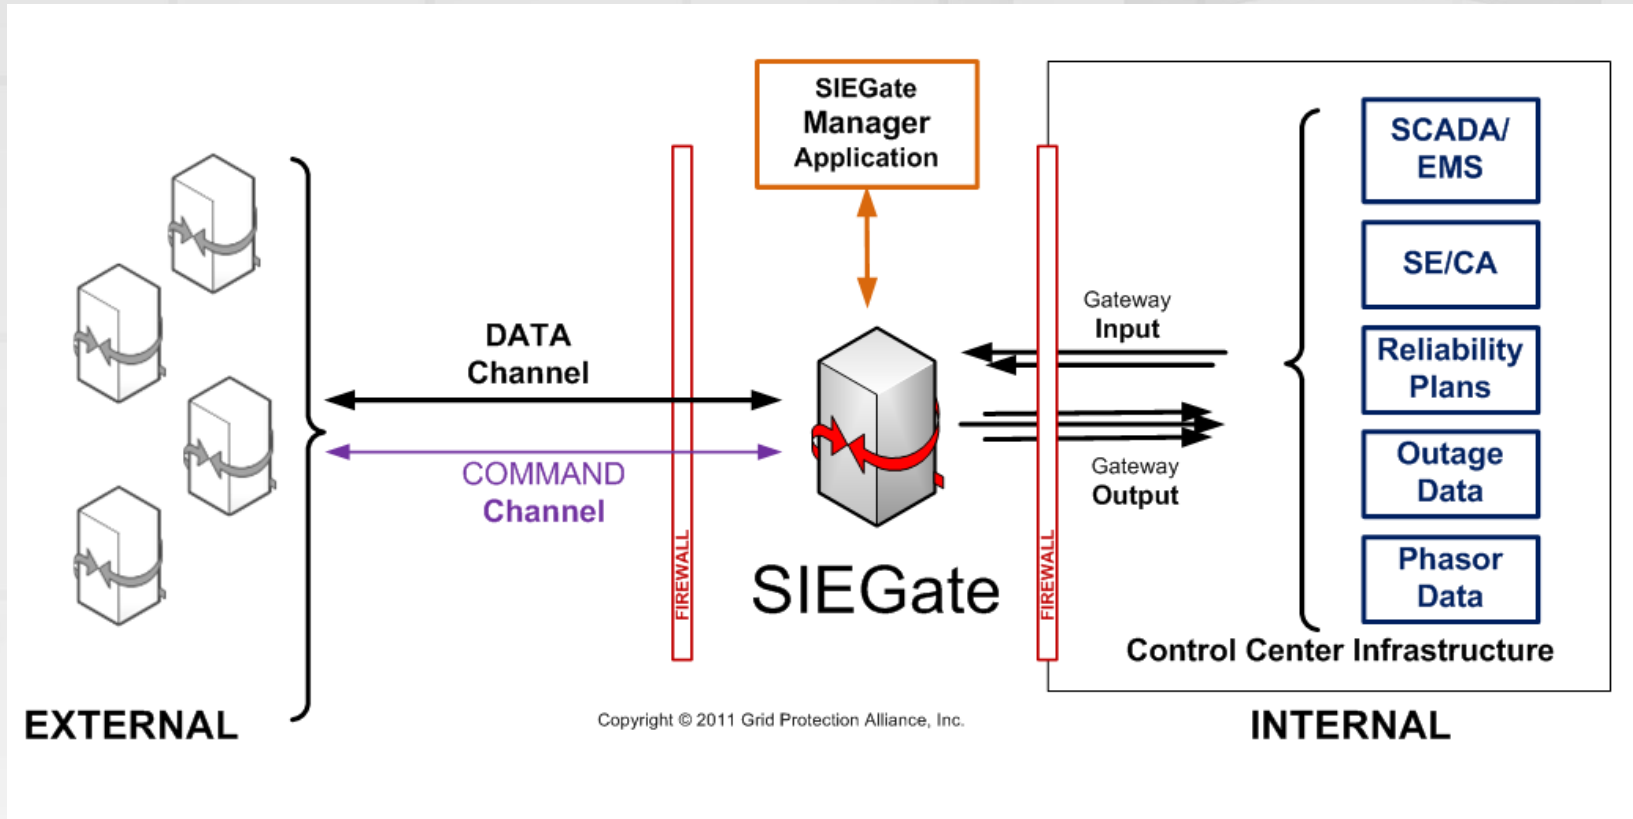 SIEGate
Manager
Application
SCADA/
EMS
SE/CA
Reliability
Plans
Outage
Data
Phasor
Data
Control Center Infrastructure
Gateway
Input
Gateway
Output
DATA
Channel
COMMAND
Channel
FIREWALL
FIREWALL
SIEGate
EXTERNAL
Copyright © 2011 Grid Protection Alliance, Inc.
INTERNAL